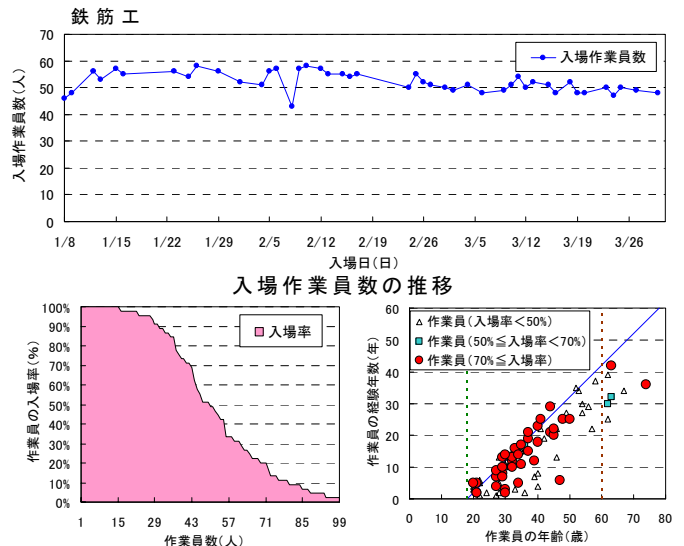 鉄筋工
70
60
50
40
30
20
10
0
入場作業員数(人)
入場作業員数
1/8 1/15 1/22 1/29 2/5 2/12 2/19 2/26 3/5 3/12 3/19 3/26
入場日(日)
入場作業員数の推移
100%
90%
80%
70%
60%
50%
40%
30%
20%
10%
0%
作業員の入場率(%)
入場率
1 15 29 43 57 71 85 99
作業員数(人)
60
50
40
30
20
10
0
作業員の経験年数(年)
作業員(入場率<50%)
作業員(50%≦入場率<70%)
作業員(70%≦入場率)
0 10 20 30 40 50 60 70 80
作業員の年齢(歳)